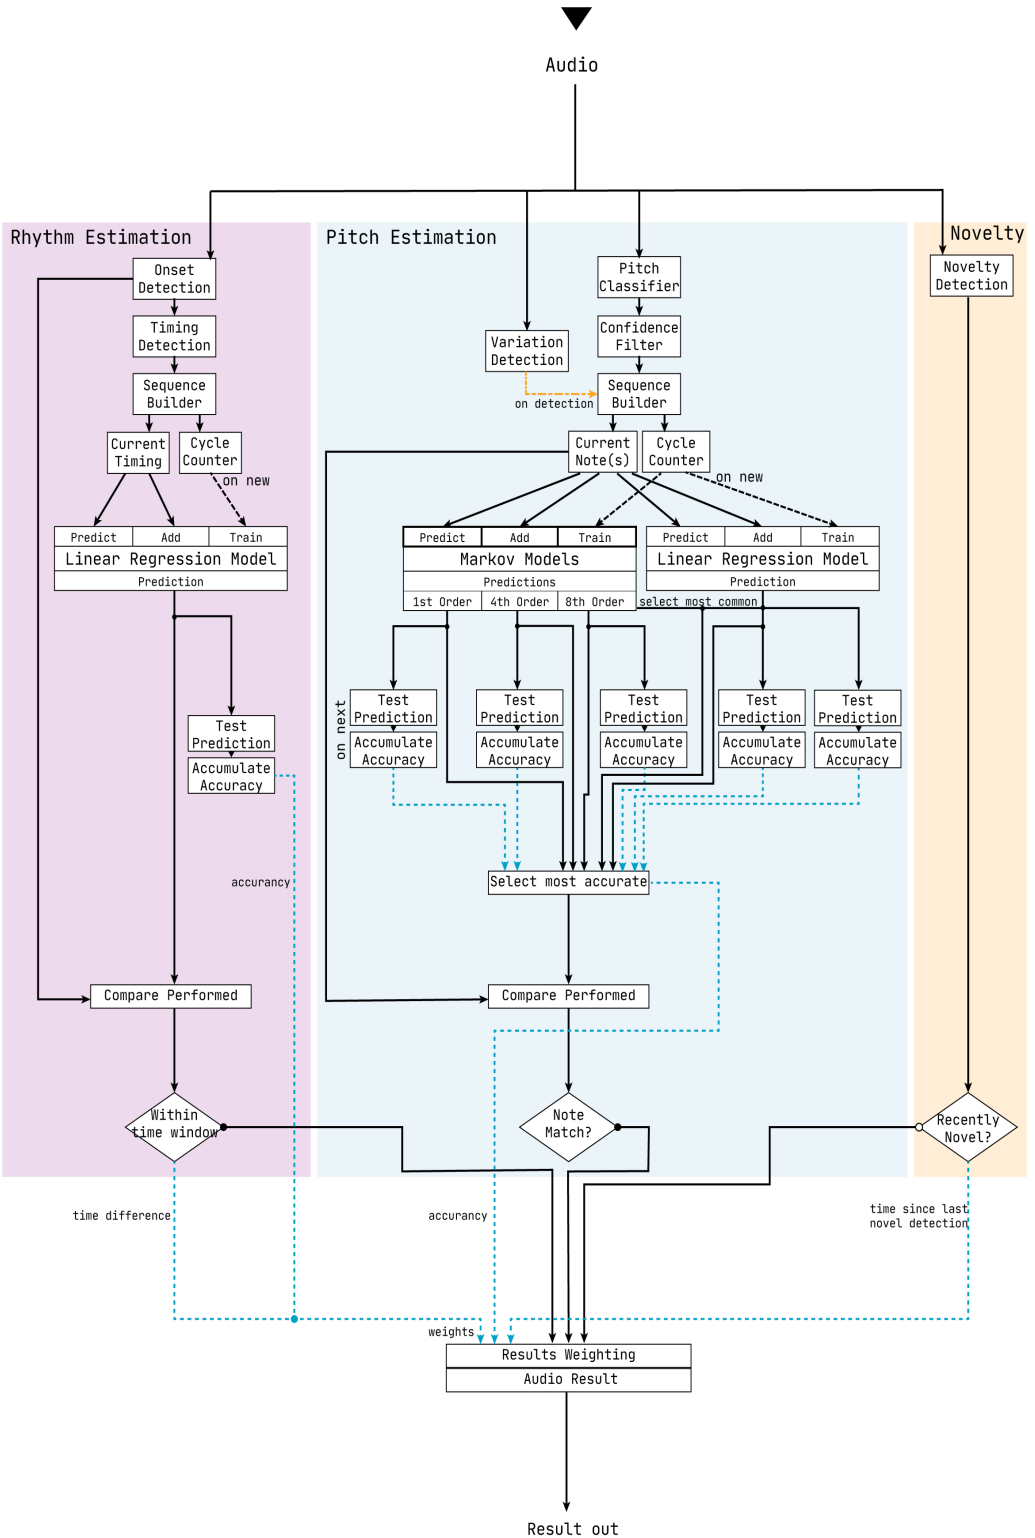 Audio
Rhythm Estimation
Onset
Detection
Timing
Detection
Sequence
Builder
Current
Timing
Cycle
Counter
on new
Predict
Add
Train
Linear Regression Model
Prediction
Test
Prediction
Accumulate
Accuracy
accurancy
Compare Performed
Within
time window
time difference
Pitch Estimation
Pitch
Classifier
Variation
Detection
Confidence
Filter
on detection
Sequence
Builder
Current
Note(s)
Cycle
Counter
on new
Predict
Add
Train
Markov Models
Predictions
1st Order
4th Order
8th Order
Predict
Add
Train
Linear Regression Model
Prediction
select most common
on next
Test
Prediction
Accumulate
Accuracy
Test
Prediction
Accumulate
Accuracy
Test
Prediction
Accumulate
Accuracy
Test
Prediction
Accumulate
Accuracy
Test
Prediction
Accumulate
Accuracy
Select most accurate
Compare Performed
Note
Match?
accurancy
Novelty
Novelty
Detection
Recently
Novel?
time since last
novel detection
weights
Results Weighting
Audio Result
Result out